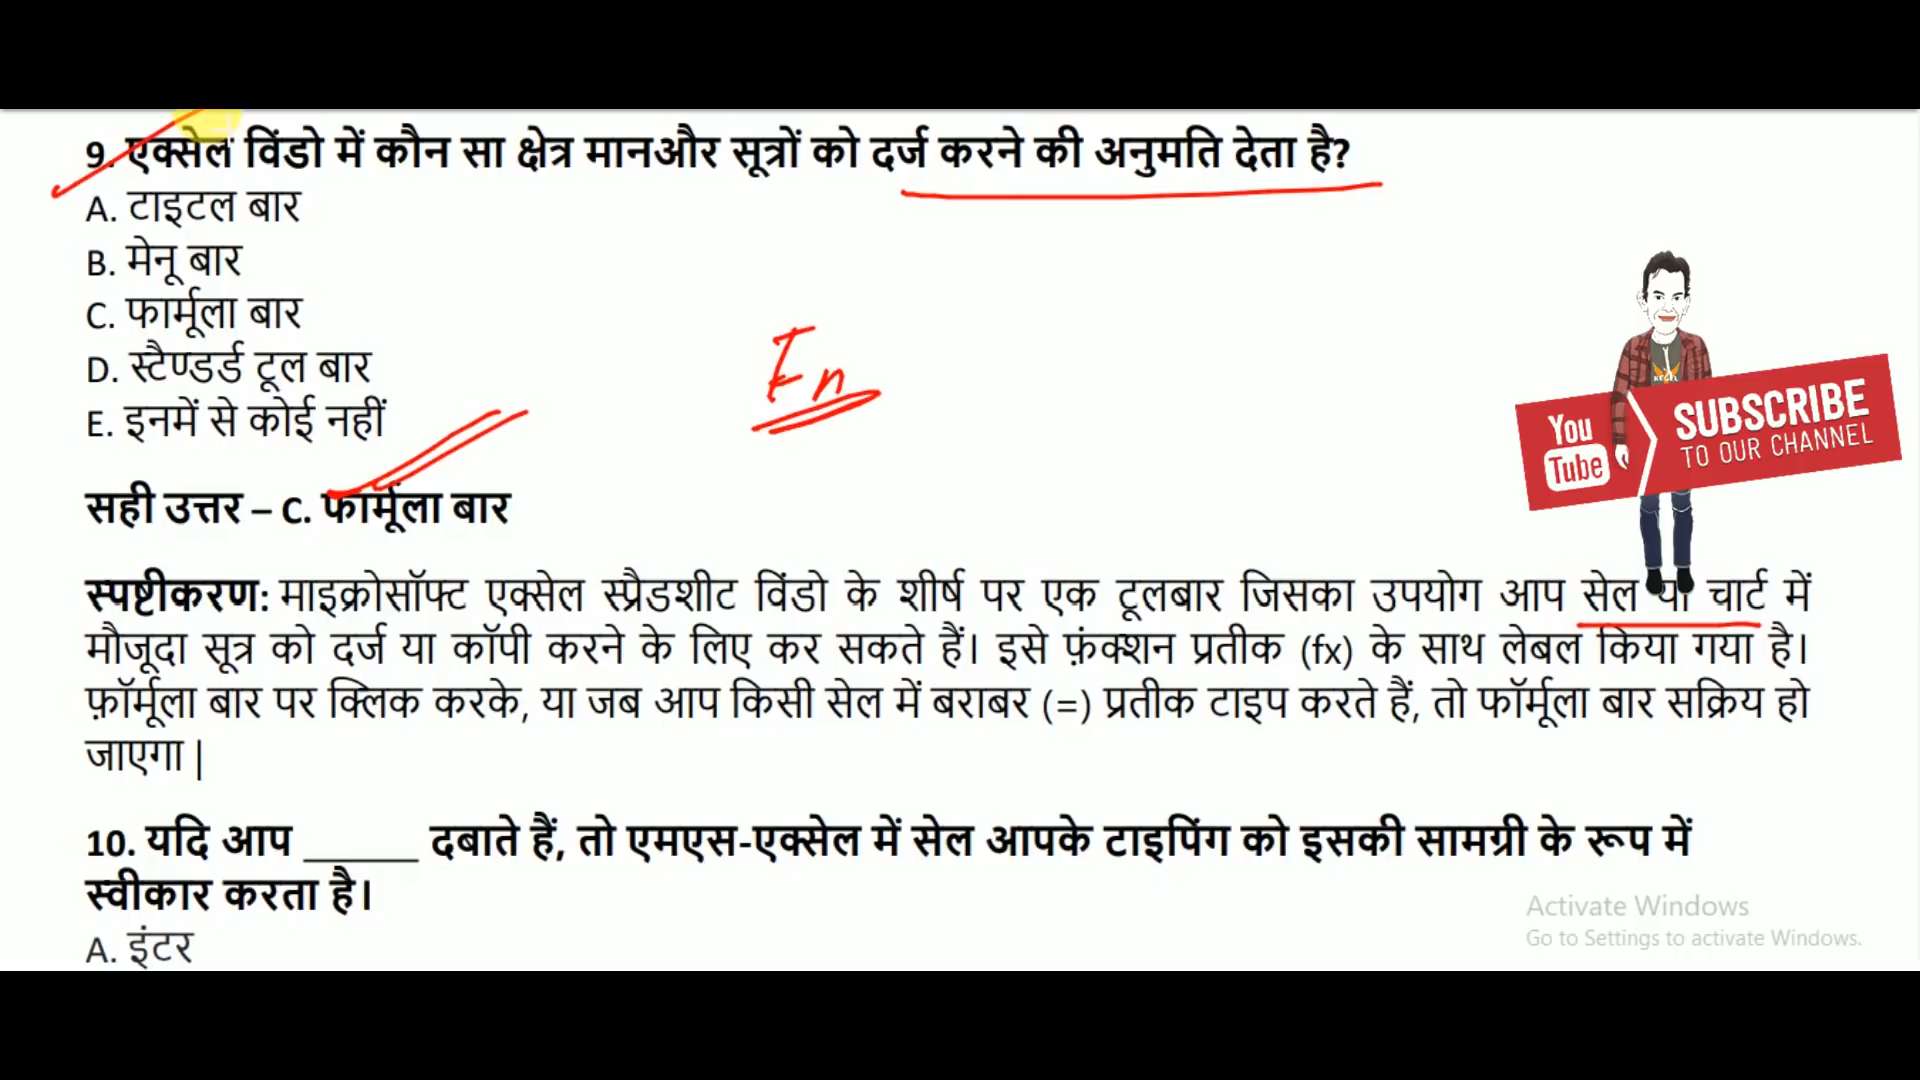 9. एक्सेल विंडो में कौन सा क्षेत्र मानऔर सूत्रों को दर्ज करने की अनुमति देता है?
A. टाइटल बार
B. मेनू बार
C. फार्मूला बार
D. स्टैण्डर्ड टूल बार
E. इनमें से कोई नहीं
Fn
You Tube
SUBSCRIBE
TO OUR CHANNEL
सही उत्तर – C. फार्मूला बार
स्पष्टीकरण: माइक्रोसॉफ्ट एक्सेल स्प्रैडशीट विंडो के शीर्ष पर एक टूलबार जिसका उपयोग आप सेल या चार्ट में
मौजूदा सूत्र को दर्ज या कॉपी करने के लिए कर सकते हैं। इसे फ़ंक्शन प्रतीक (fx) के साथ लेबल किया गया है।
फ़ॉर्मूला बार पर क्लिक करके, या जब आप किसी सेल में बराबर (=) प्रतीक टाइप करते हैं, तो फॉर्मूला बार सक्रिय हो
जाएगा|
10. यदि आप ______ दबाते हैं, तो एमएस-एक्सेल में सेल आपके टाइपिंग को इसकी सामग्री के रूप में
स्वीकार करता है।
A. इंटर
Activate Windows
Go to Settings to activate Windows.